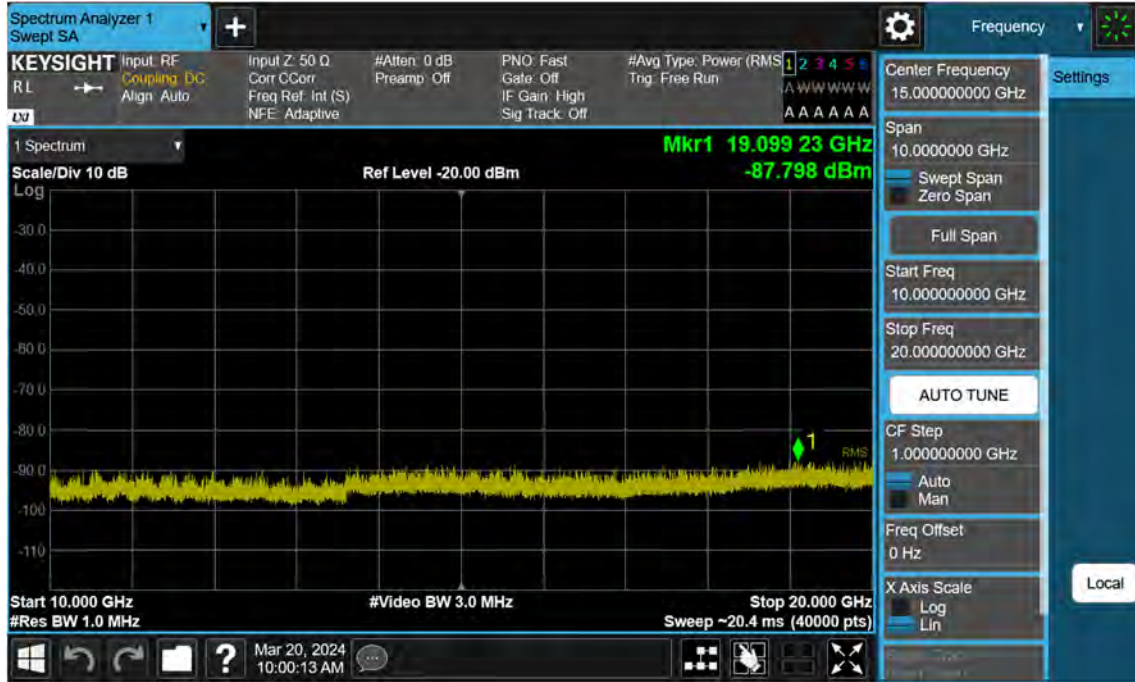 Spectrum Analyzer 1
Swept SA
Frequency
KEYSIGHT
R L
LXI
Input: RF
Coupling: DC
Align: Auto
Input Z: 50 Ω
Corr CCorr
Freq Ref: Int (S)
NFE: Adaptive
#Atten: 0 dB
Preamp: Off
PNO: Fast
Gate: Off
IF Gain: High
Sig Track: Off
#Avg Type: Power (RMS
Trig: Free Run
1 2 3 4 5 6
A W W W W W
A A A A A A
1 Spectrum
Scale/Div 10 dB
Log
Ref Level -20.00 dBm
Mkr1 19.099 23 GHz
-87.798 dBm
-30.0
-40.0
-50.0
-60.0
-70.0
-80.0
-90.0
-100
-110
1
RMS
Start 10.000 GHz
#Res BW 1.0 MHz
#Video BW 3.0 MHz
Stop 20.000 GHz
Sweep ~20.4 ms (40000 pts)
Center Frequency
15.000000000 GHz
Span
10.0000000 GHz
Swept Span
Zero Span
Full Span
Start Freq
10.000000000 GHz
Stop Freq
20.000000000 GHz
AUTO TUNE
CF Step
1.000000000 GHz
Auto
Man
Freq Offset
0 Hz
X Axis Scale
Log
Lin
Settings
Local
?
Mar 20, 2024
10:00:13 AM